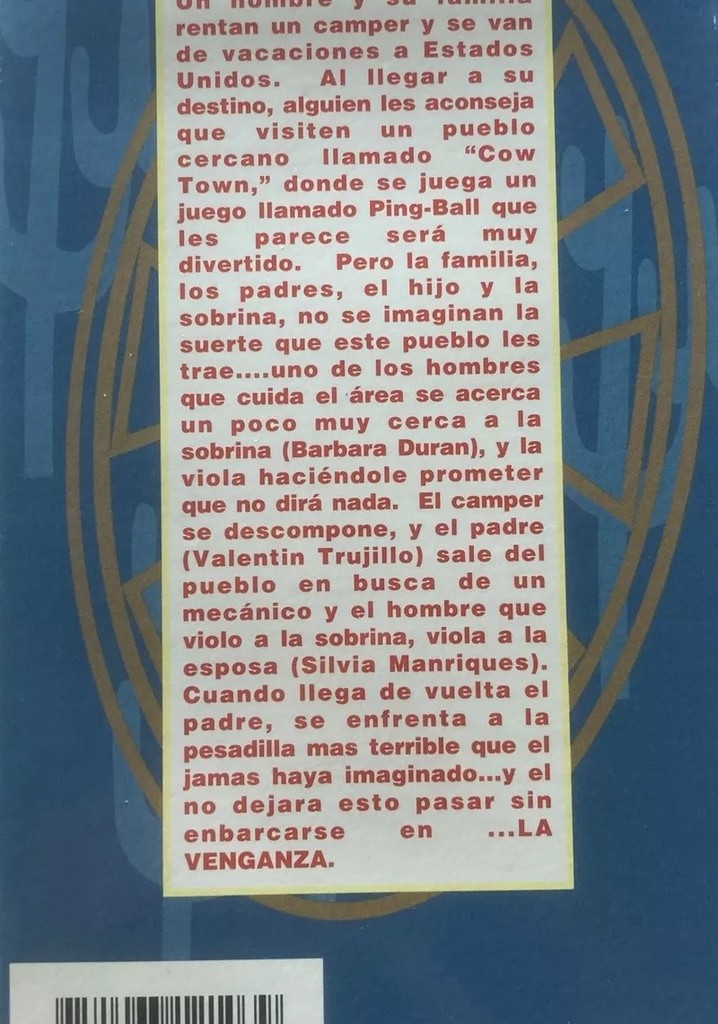 Un hombre y su familia
rentan un camper y se van
de vacaciones a Estados
Unidos. Al llegar a su
destino, alguien les aconseja
que visiten un pueblo
cercano llamado “Cow
Town,” donde se juega un
juego llamado Ping-Ball que
les parece será muy
divertido. Pero la familia,
los padres, el hijo y la
sobrina, no se imaginan la
suerte que este pueblo les
trae....uno de los hombres
que cuida el área se acerca
un poco muy cerca a la
sobrina (Barbara Duran), y la
viola haciéndole prometer
que no dirá nada. El camper
se descompone, y el padre
(Valentin Trujillo) sale del
pueblo en busca de un
mecánico y el hombre que
violo a la sobrina, viola a la
esposa (Silvia Manriques).
Cuando llega de vuelta el
padre, se enfrenta a la
pesadilla mas terrible que el
jamas haya imaginado...y el
no dejara esto pasar sin
enbarcarse en ...LA
VENGANZA.